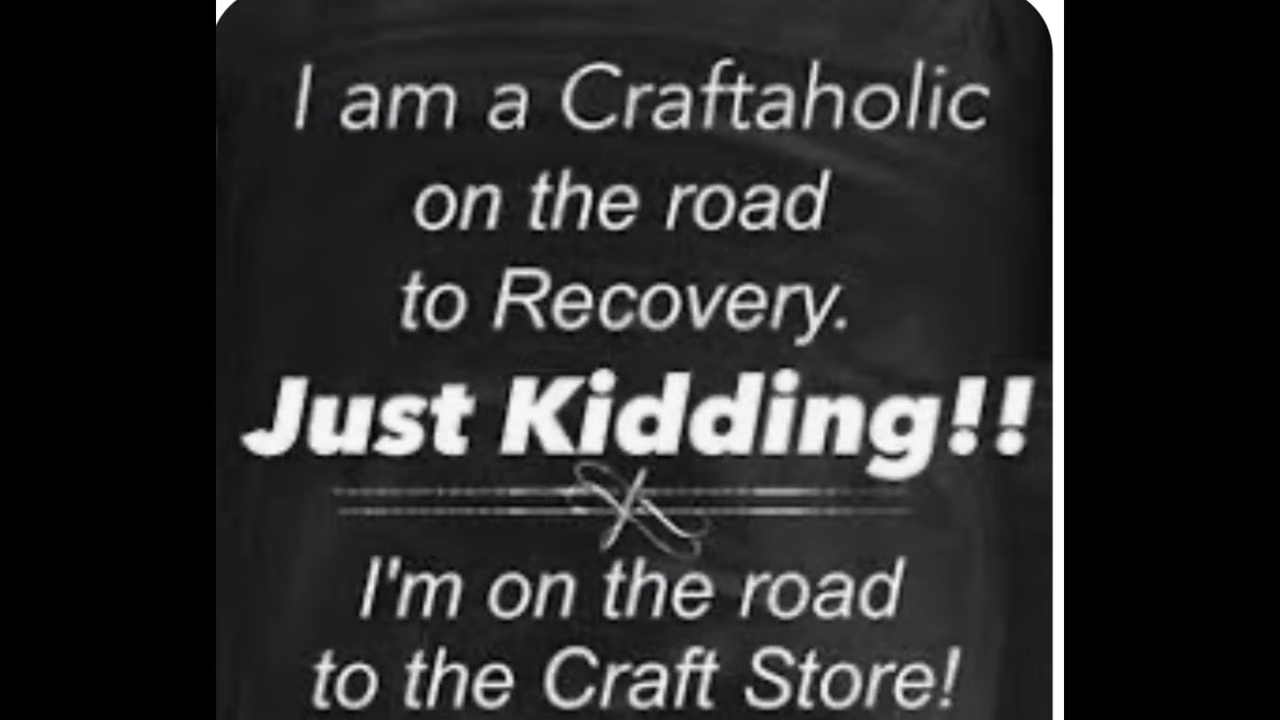 I am a Craftaholic
on the road
to Recovery.
Just Kidding!!
I'm on the road
to the Craft Store!